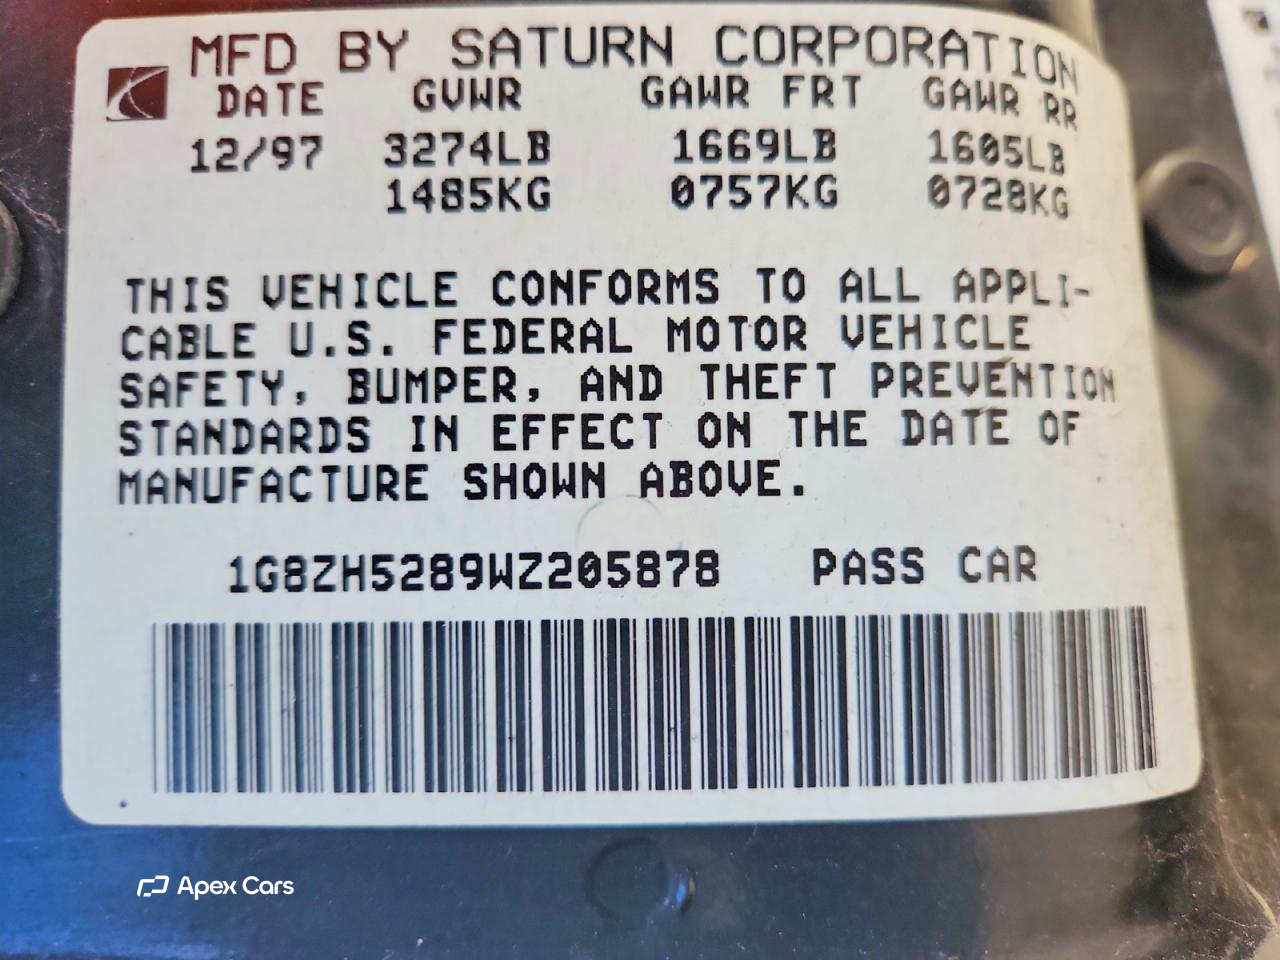 MFD BY SATURN CORPORATION
DATE GVWR GAWR FRT GAWR RR
12/97 3274LB 1669LB 1605LB
1485KG 0757KG 0728KG
THIS VEHICLE CONFORMS TO ALL APPLI-
CABLE U.S. FEDERAL MOTOR VEHICLE
SAFETY, BUMPER, AND THEFT PREVENTION
STANDARDS IN EFFECT ON THE DATE OF
MANUFACTURE SHOWN ABOVE.
1G8ZH5289WZ205878 PASS CAR
Apex Cars